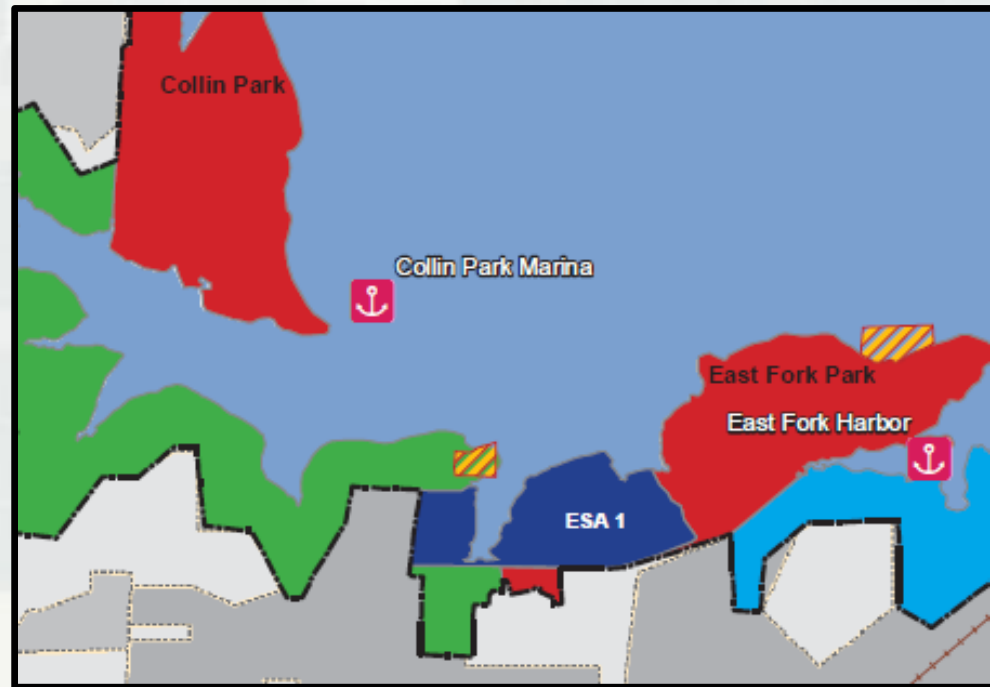 Collin Park
Collin Park Marina
East Fork Park
East Fork Harbor
ESA 1